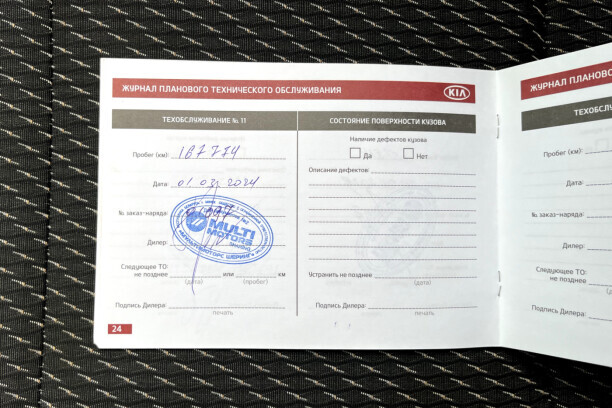 ЖУРНАЛ ПЛАНОВОГО ТЕХНИЧЕСКОГО ОБСЛУЖИВАНИЯ
KIA
ТЕХОБСЛУЖИВАНИЕ № 11
Пробег (км): 167774
Дата: 01.03.2024
№ заказ-наряда:
Дилер:
MULTI
MOTORS
Следующее ТО:
не позднее или км
(дата) (пробег)
Подпись Дилера:
печать
24
СОСТОЯНИЕ ПОВЕРХНОСТИ КУЗОВА
Наличие дефектов кузова
Да Нет
Описание дефектов:
Устранить не позднее
(дата)
Подпись Дилера:
печать
ЖУРНАЛ ПЛАНОВО
ТЕХОБСЛУ
Пробег (км):
Дата:
№ заказ-наряда:
Дилер:
Следующее ТО:
не позднее
(дата)
Подпись Дилера: